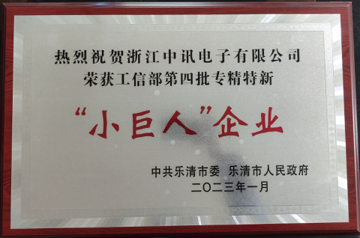 热烈祝贺浙江中讯电子有限公司
荣获工信部第四批专精特新
“小巨人”企业
中共乐清市委 乐清市人民政府
二〇二三年一月